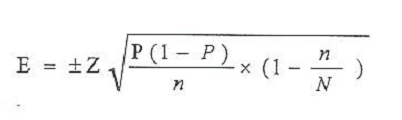 E = ±Z √(P (1 - P) / n × (1 - n / N ))